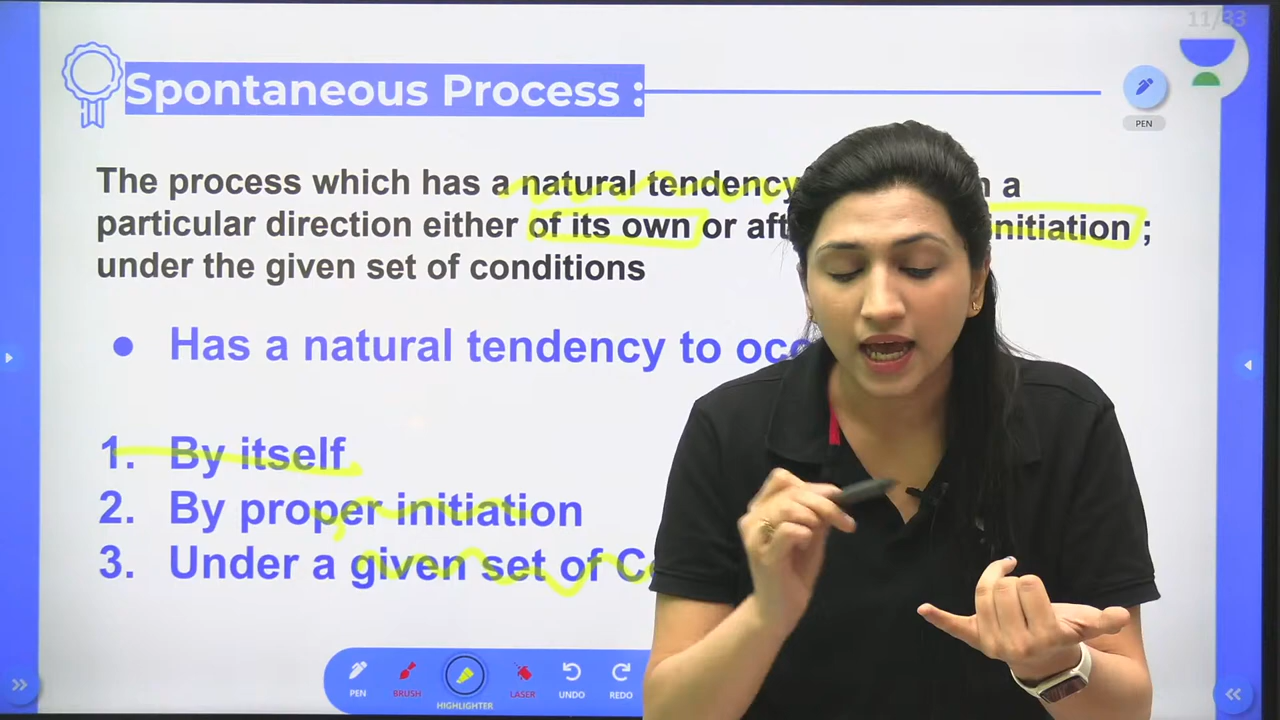 11/33
Spontaneous Process :
PEN
The process which has a natural tendency a
particular direction either of its own or initiation ;
under the given set of conditions
● Has a natural tendency to
1. By itself
2. By proper initiation
3. Under a given set of
PEN
BRUSH
HIGHLIGHTER
LASER
UNDO
REDO